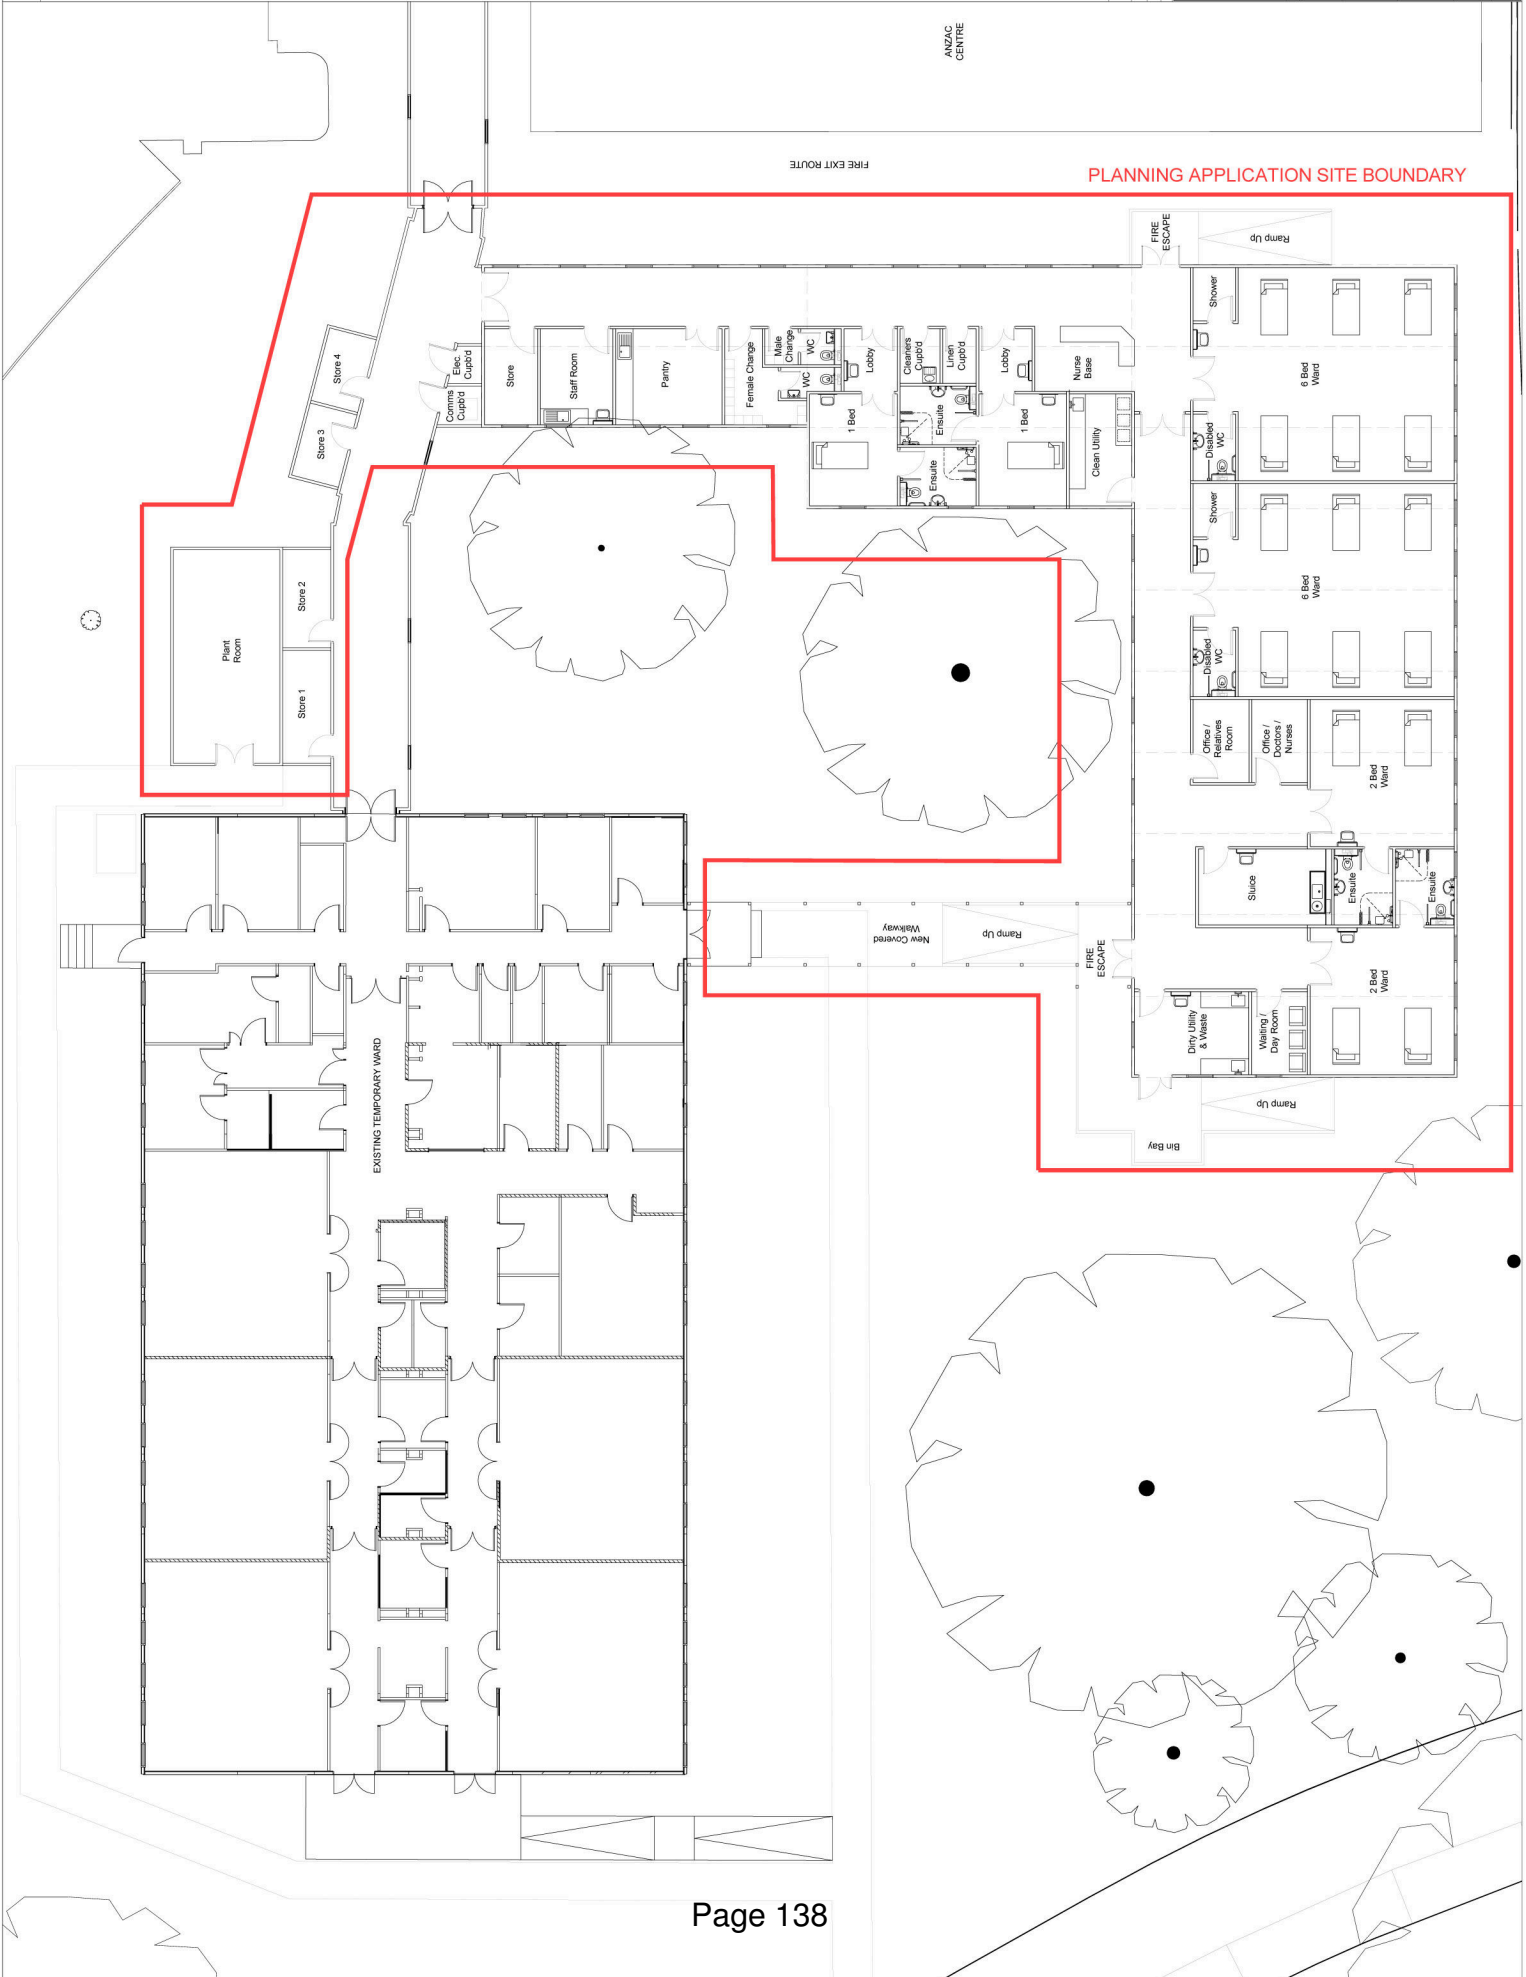 ANZAC
CENTRE
FIRE EXIT ROUTE
PLANNING APPLICATION SITE BOUNDARY
FIRE
ESCAPE
Ramp Up
Store 4
Store 3
Elec.
Cupb'd
Comms
Cupb'd
Store
Staff Room
Pantry
Female Change
Male
Change
WC
WC
Lobby
Cleaners
Cupb'd
Linen
Cupb'd
Lobby
Nurse
Base
Shower
6 Bed
Ward
1 Bed
Ensuite
Ensuite
1 Bed
Clean Utility
Disabled
WC
Shower
6 Bed
Ward
Disabled
WC
Plant
Room
Store 2
Store 1
Office /
Relatives
Room
Office /
Doctors /
Nurses
2 Bed
Ward
Sluice
Ensuite
Ensuite
New Covered
Walkway
Ramp Up
FIRE
ESCAPE
2 Bed
Ward
Dirty Utility
& Waste
Waiting /
Day Room
Ramp Up
Bin Bay
EXISTING TEMPORARY WARD
Page 138